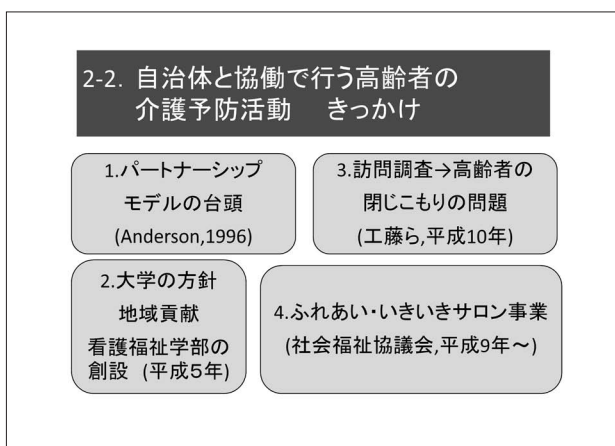 2-2. 自治体と協働で行う高齢者の
介護予防活動　きっかけ
1.パートナーシップ
モデルの台頭
(Anderson,1996)
2.大学の方針
地域貢献
看護福祉学部の
創設 (平成5年)
3.訪問調査→高齢者の
閉じこもりの問題
(工藤ら,平成10年)
4.ふれあい・いきいきサロン事業
(社会福祉協議会,平成9年～)